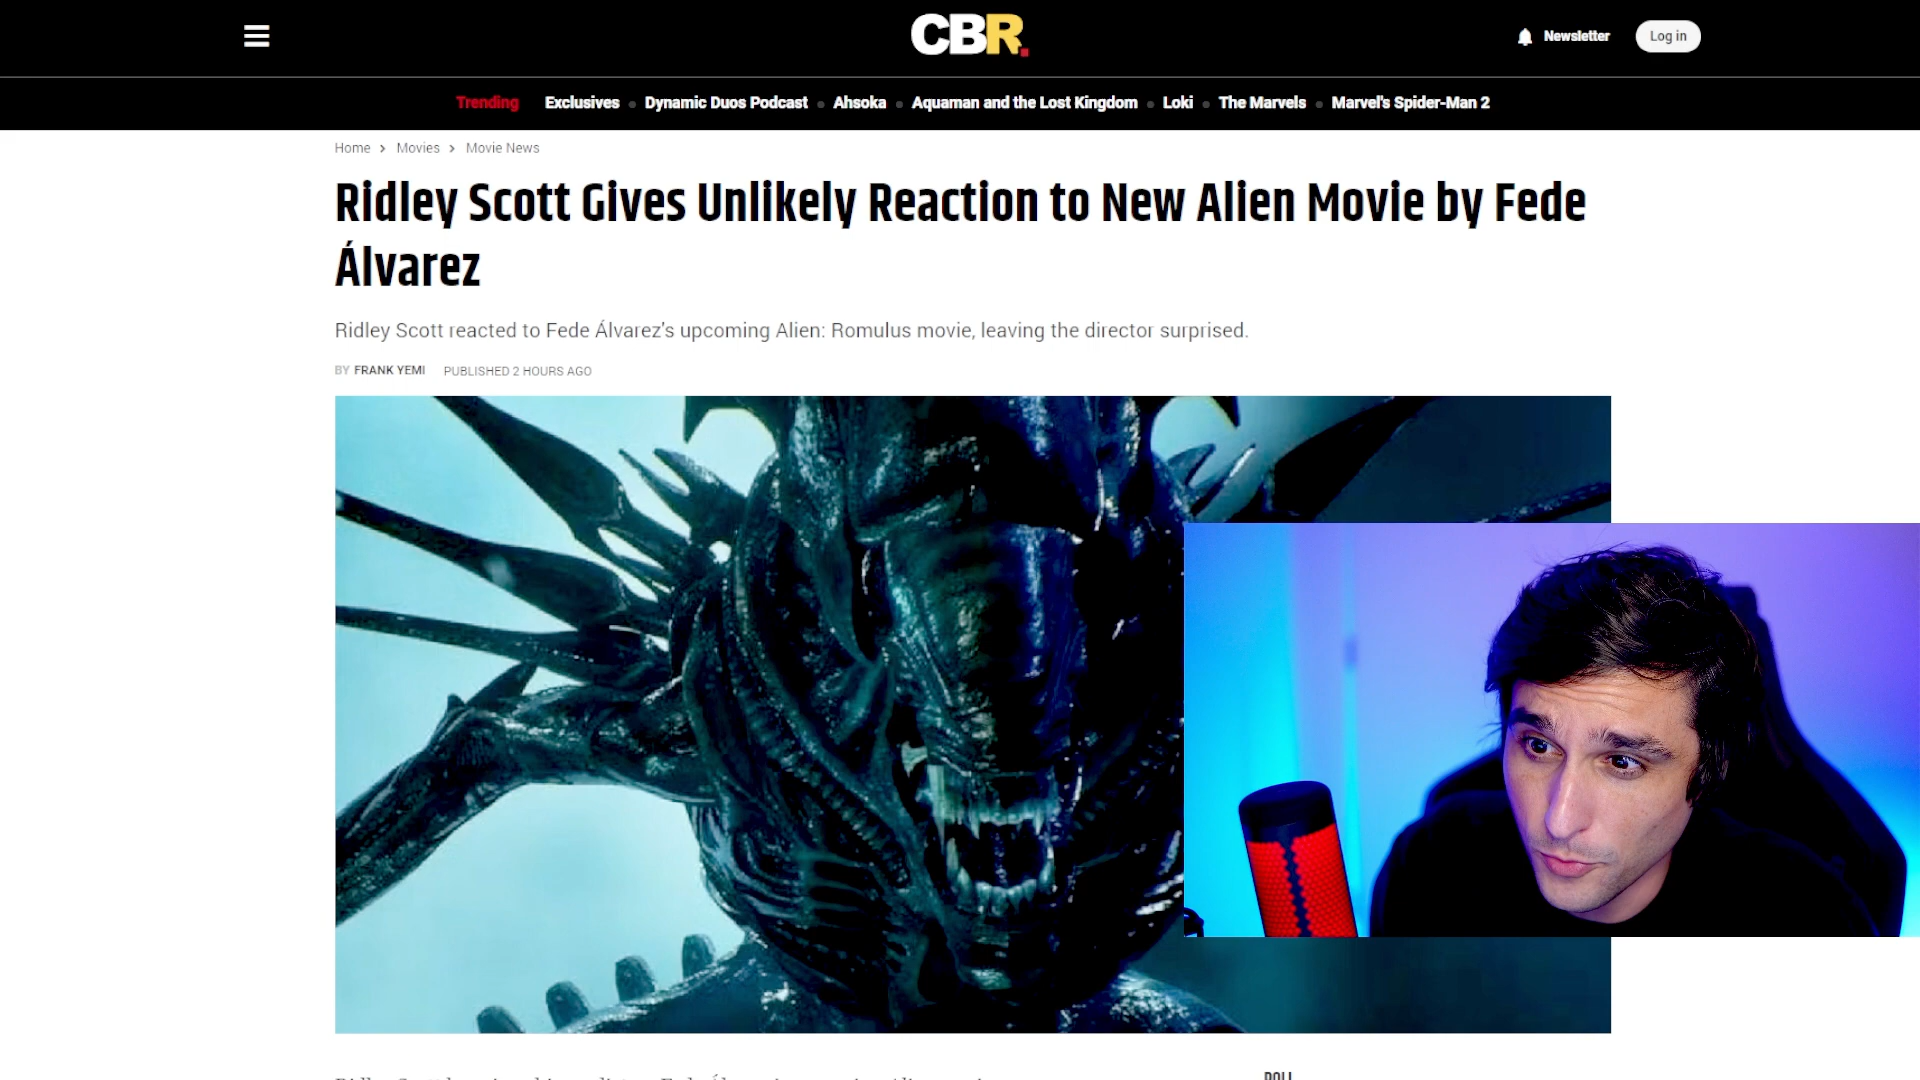 CBR.
Newsletter
Log in
Trending Exclusives Dynamic Duos Podcast Ahsoka Aquaman and the Lost Kingdom Loki The Marvels Marvel's Spider-Man 2
Home > Movies > Movie News
Ridley Scott Gives Unlikely Reaction to New Alien Movie by Fede
Álvarez
Ridley Scott reacted to Fede Álvarez's upcoming Alien: Romulus movie, leaving the director surprised.
BY FRANK YEMI PUBLISHED 2 HOURS AGO